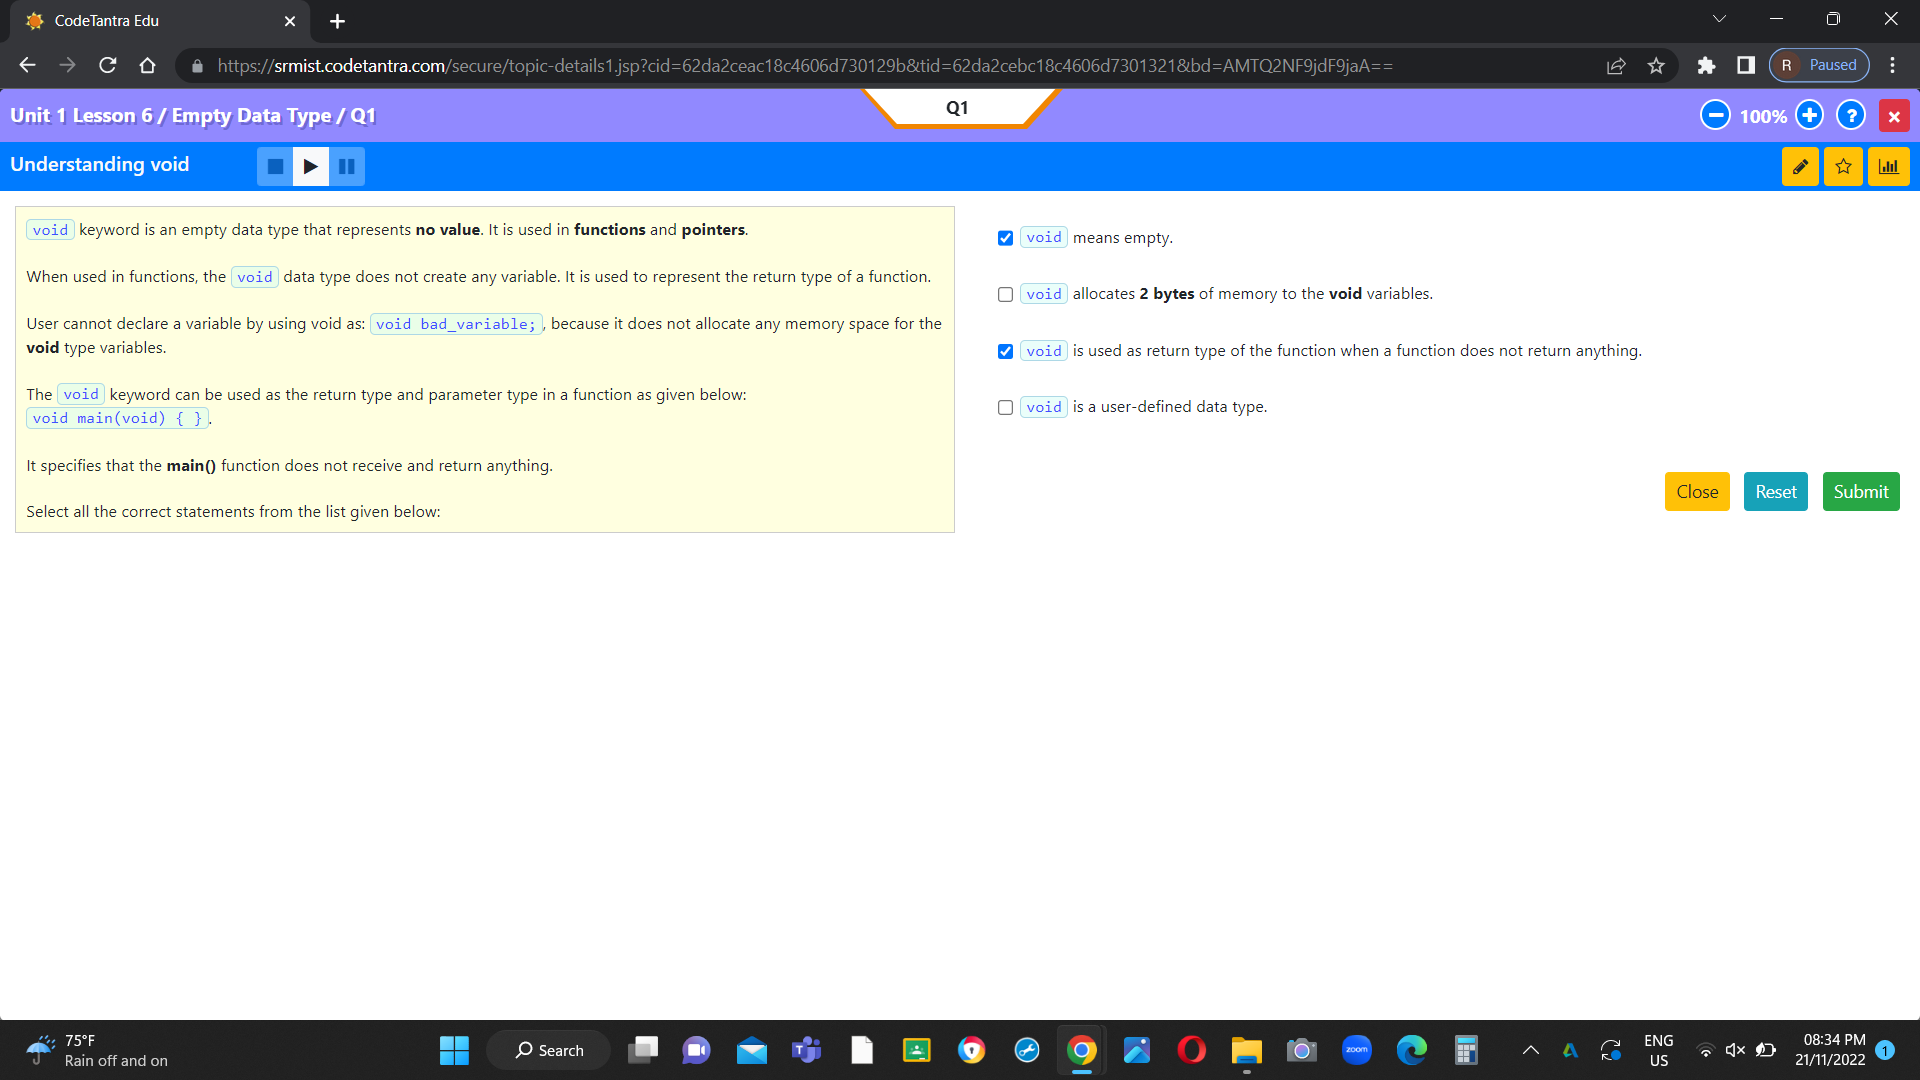 CodeTantra Edu
https://srmist.codetantra.com/secure/topic-details1.jsp?cid=62da2ceac18c4606d730129b&tid=62da2cebc18c4606d7301321&bd=AMTQ2NF9jdF9jaA==
R Paused
Unit 1 Lesson 6 / Empty Data Type / Q1
Q1
100%
?
Understanding void
void keyword is an empty data type that represents no value. It is used in functions and pointers.
When used in functions, the void data type does not create any variable. It is used to represent the return type of a function.
User cannot declare a variable by using void as: void bad_variable; , because it does not allocate any memory space for the
void type variables.
The void keyword can be used as the return type and parameter type in a function as given below:
void main(void) { } .
It specifies that the main() function does not receive and return anything.
Select all the correct statements from the list given below:
void means empty.
void allocates 2 bytes of memory to the void variables.
void is used as return type of the function when a function does not return anything.
void is a user-defined data type.
Close Reset Submit
75°F
Rain off and on
Search
zoom
ENG
US
08:34 PM
21/11/2022
1